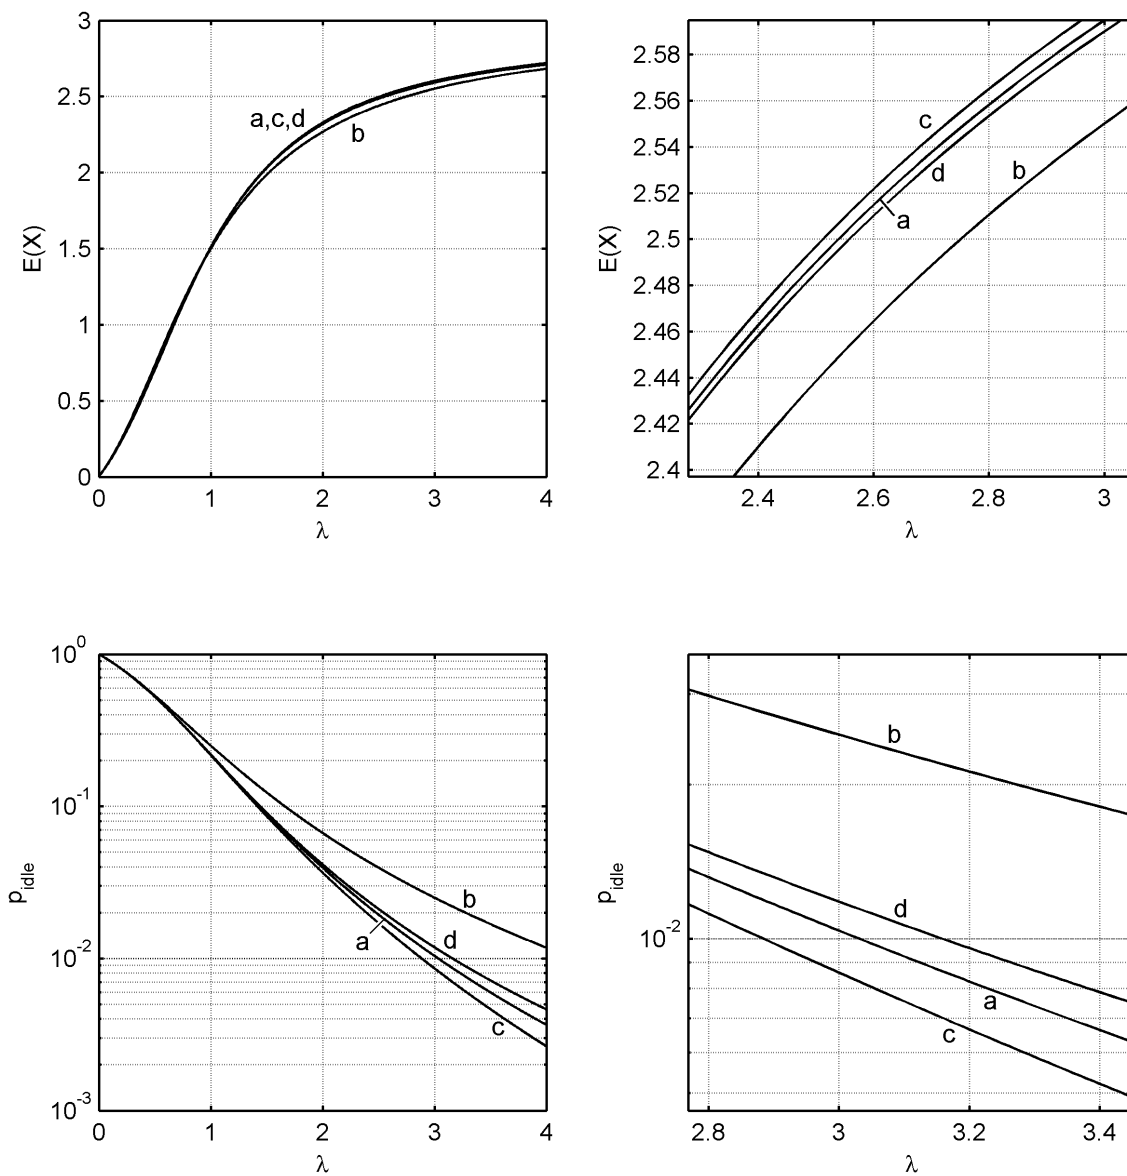 3
2.5
2
1.5
1
0.5
0
E(X)
a,c,d
b
0 1 2 3 4
λ
2.58
2.56
2.54
2.52
2.5
2.48
2.46
2.44
2.42
2.4
E(X)
c
b
d
a
2.4 2.6 2.8 3
λ
10^0
10^-1
10^-2
10^-3
p_idle
b
a
d
c
0 1 2 3 4
λ
10^-2
p_idle
b
d
a
c
2.8 3 3.2 3.4
λ